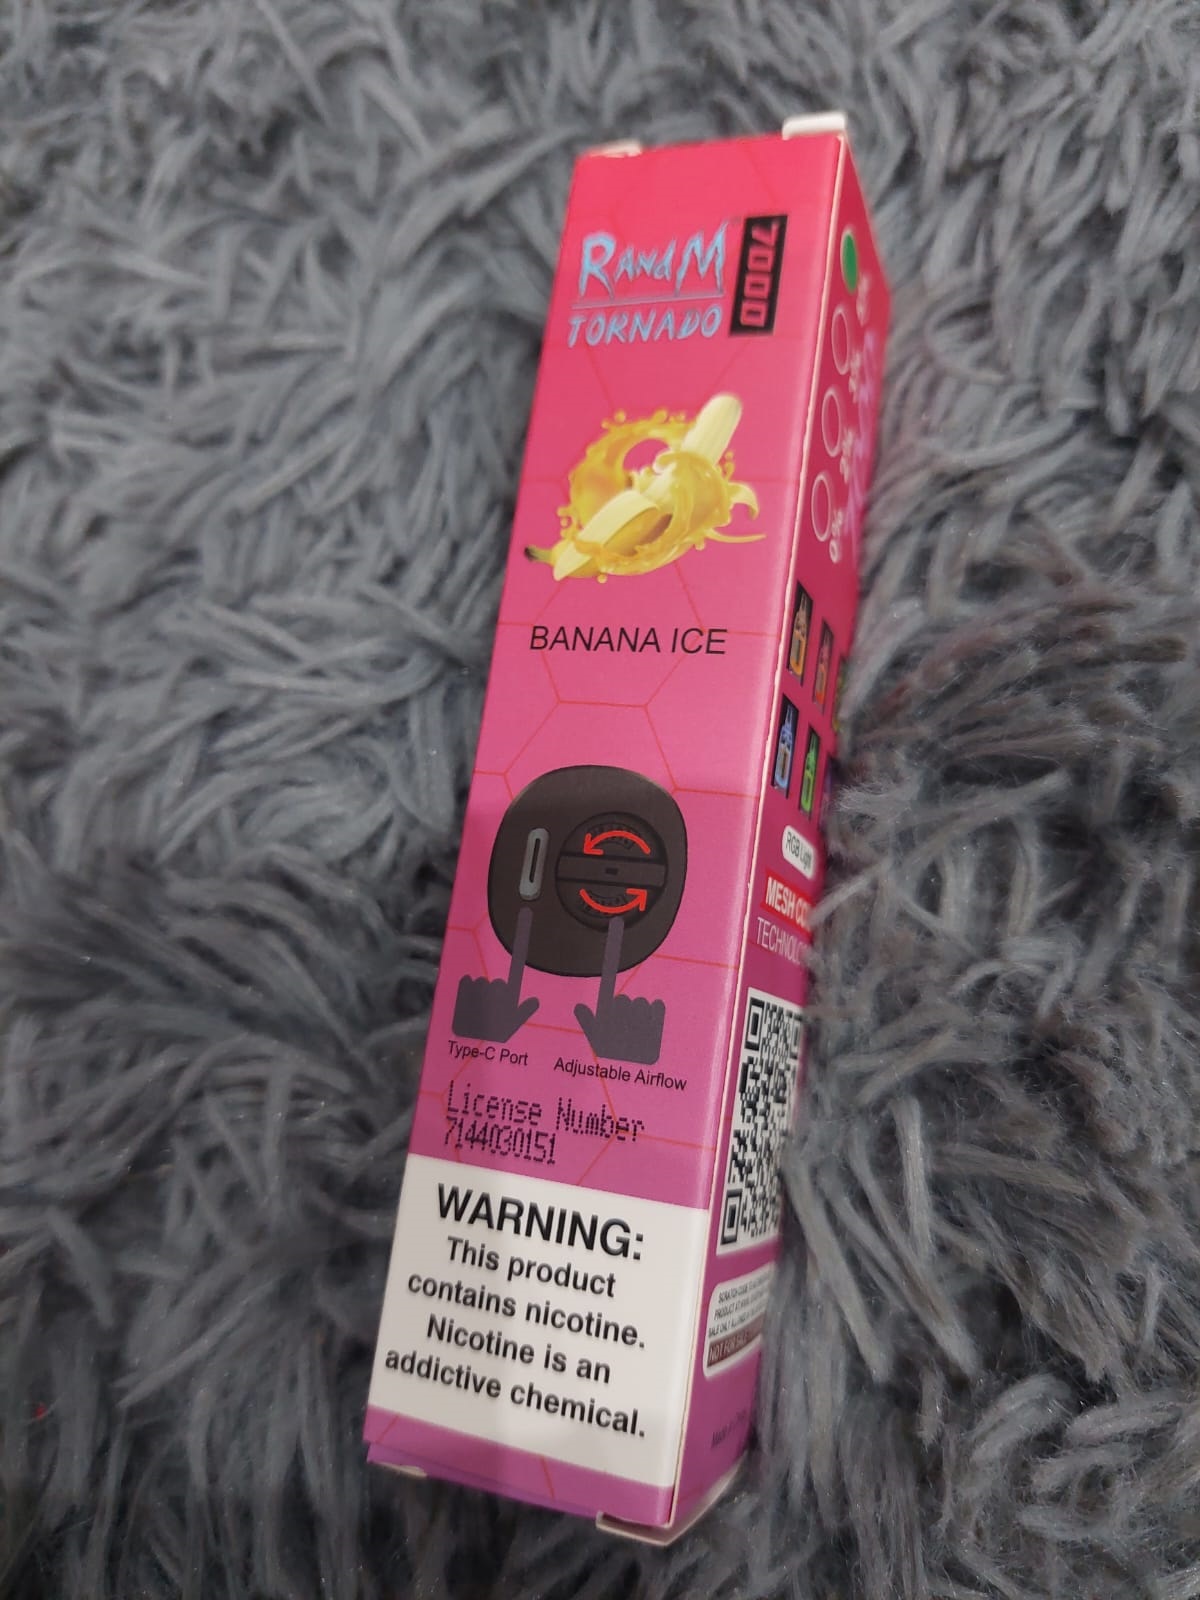 RandM
TORNADO
7000
BANANA ICE
Type-C Port
Adjustable Airflow
License Number
7144030151
WARNING:
This product
contains nicotine.
Nicotine is an
addictive chemical.
0%
RGB Light
MESH